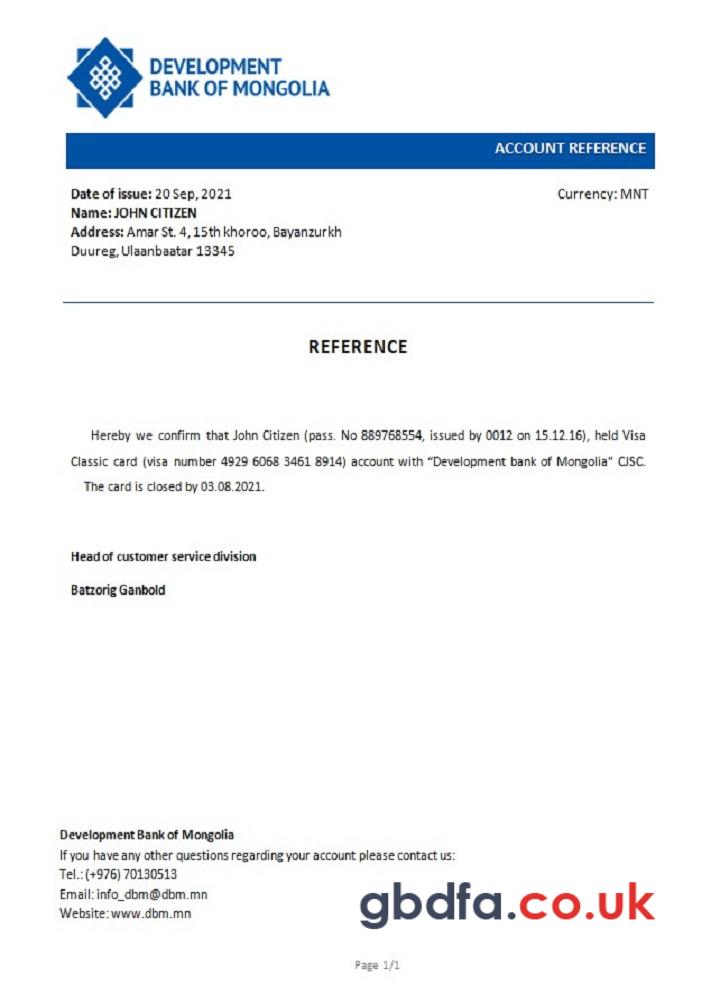 DEVELOPMENT
BANK OF MONGOLIA
ACCOUNT REFERENCE
Date of issue: 20 Sep, 2021
Currency: MNT
Name: JOHN CITIZEN
Address: Amar St. 4, 15th khoroo, Bayanzurkh
Duureg, Ulaanbaatar 13345
REFERENCE
Hereby we confirm that John Citizen (pass. No 889768554, issued by 0012 on 15.12.16), held Visa
Classic card (visa number 4929 6068 3461 8914) account with “Development bank of Mongolia” CJSC.
The card is closed by 03.08.2021.
Head of customer service division
Batzorig Ganbold
Development Bank of Mongolia
If you have any other questions regarding your account please contact us:
Tel.: (+976) 70130513
Email: info_dbm@dbm.mn
Website: www.dbm.mn
gbdfa.co.uk
Page 1/1